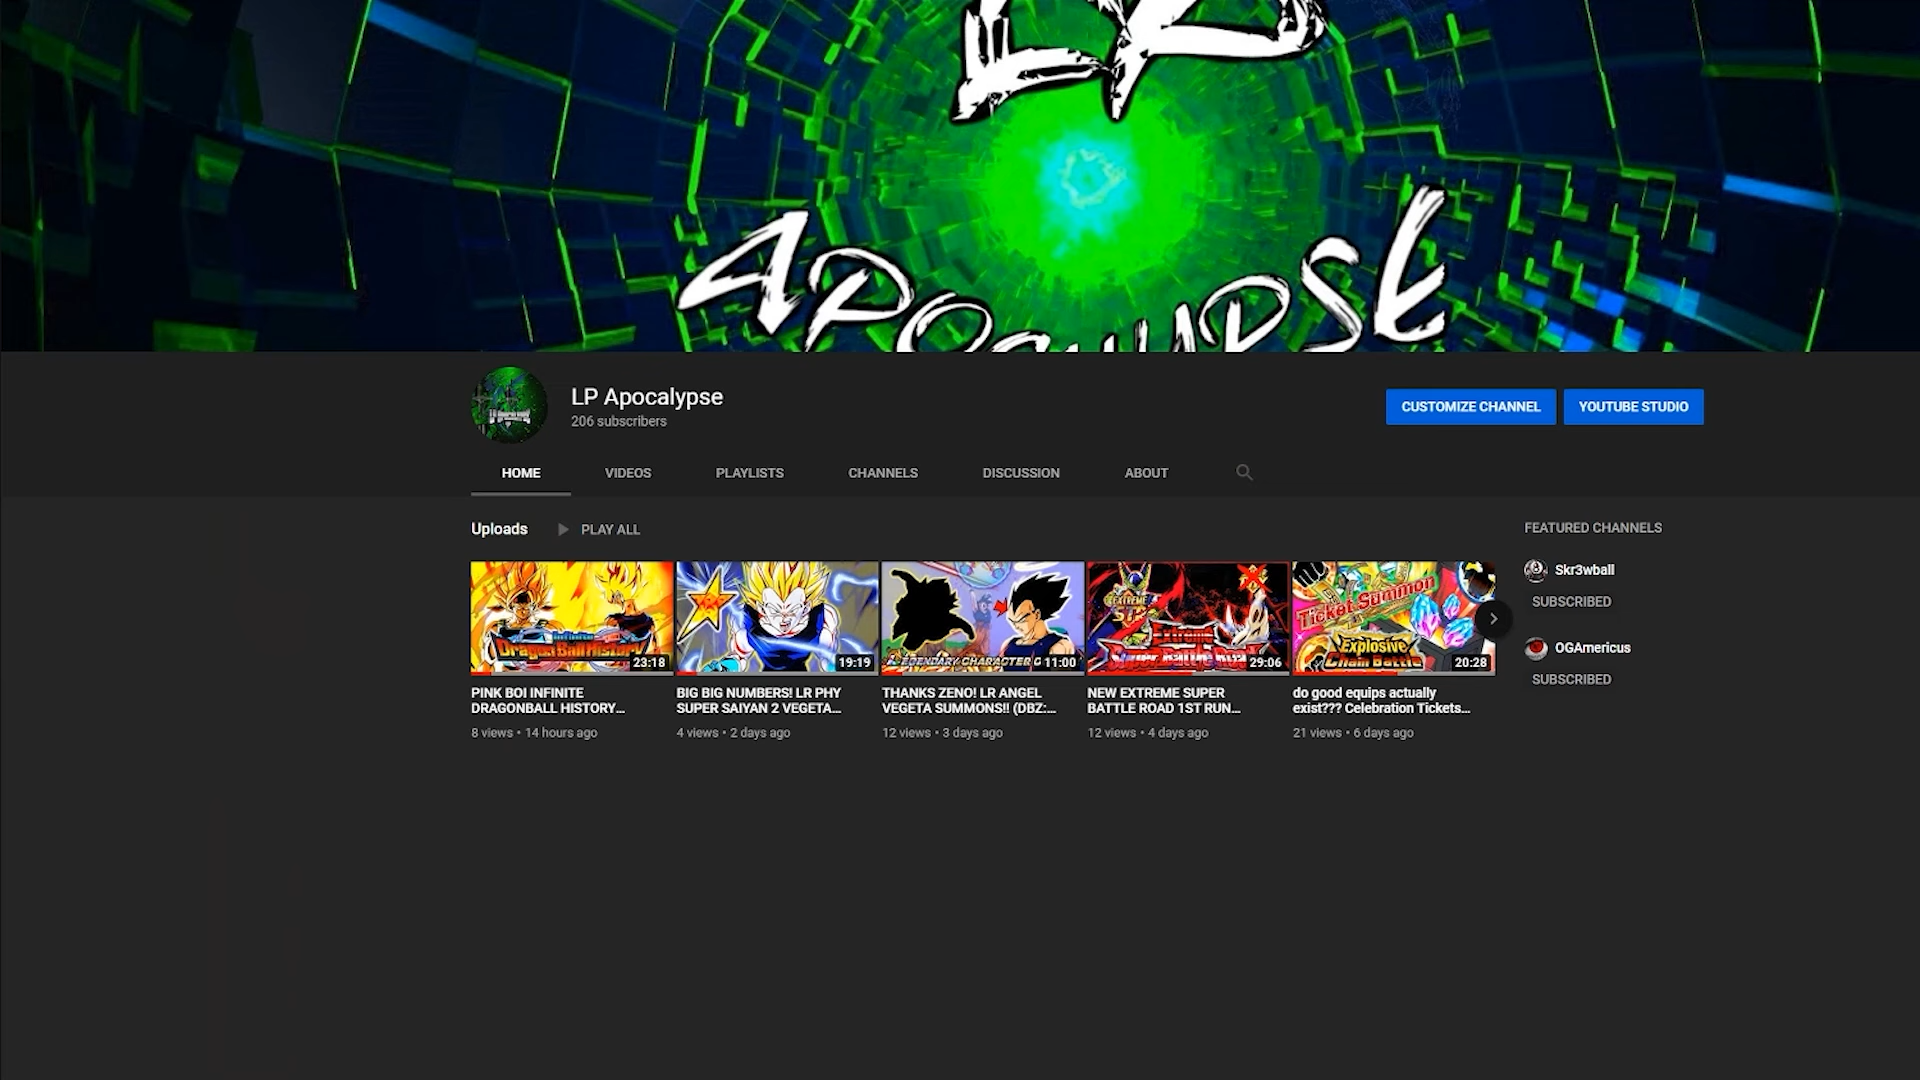 LP
APOCALYPSE
LP Apocalypse
206 subscribers
CUSTOMIZE CHANNEL
YOUTUBE STUDIO
HOME
VIDEOS
PLAYLISTS
CHANNELS
DISCUSSION
ABOUT
Uploads
PLAY ALL
FEATURED CHANNELS
Skr3wball
SUBSCRIBED
OGAmericus
SUBSCRIBED
Infinite
Dragon Ball History
23:18
PINK BOI INFINITE
DRAGONBALL HISTORY...
8 views • 14 hours ago
19:19
BIG BIG NUMBERS! LR PHY
SUPER SAIYAN 2 VEGETA...
4 views • 2 days ago
LEGENDARY CHARACTER
11:00
THANKS ZENO! LR ANGEL
VEGETA SUMMONS!! (DBZ:...
12 views • 3 days ago
EXTREME
Extreme
Super Battle Road
29:06
NEW EXTREME SUPER
BATTLE ROAD 1ST RUN...
12 views • 4 days ago
Ticket Summon
Explosive
Chain Battle
20:28
do good equips actually
exist??? Celebration Tickets...
21 views • 6 days ago